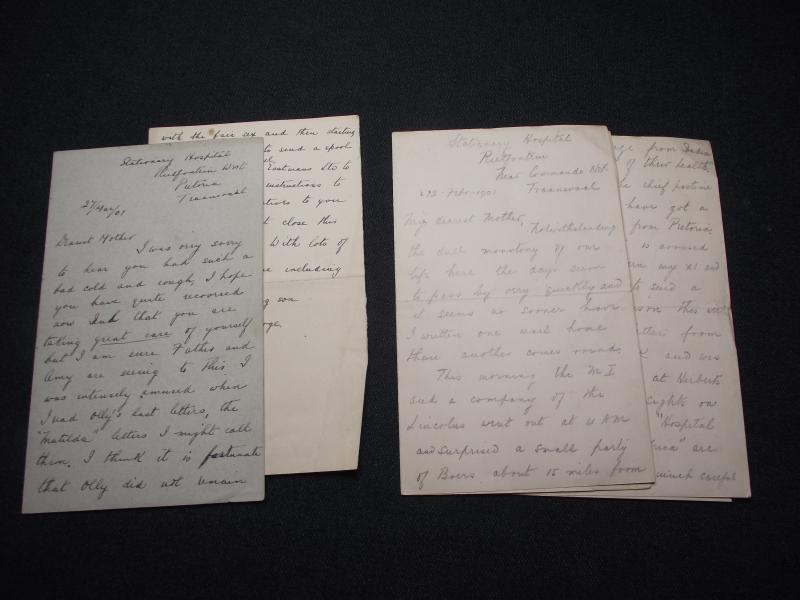 Stationary Hospital
Rietfontein West
Pretoria
Transvaal
27/Mar/01
Dearest Mother
I was very sorry
to hear you had such a
bad cold and cough, I hope
you have quite recovered
now and that you are
taking great care of yourself
but I am sure Father and
Amy are seeing to this. I
was intensely amused when
I read Olly's last letters, the
"Matilda" letters I might call
them. I think it is fortunate
that Olly did not remain
with the fair sex and then starting
to send a spool
Eastmans Ltd to
instructions to
to your
t close this
With lots of
including
g son
Stationary Hospital
Rietfontein
Near Commando Nek
Transvaal
Feb. 1901
My dearest Mother,
Notwithstanding
the dull monotony of our
life here the days seem
to pass by very quickly and
it seems no sooner have
I written one mail home
than another comes round.
This morning the M I
and a company of the
Lincolns went out at 4 AM
and surprised a small party
of Boers about 15 miles from
from
of their health,
chief
have got a
from Pretoria
is
my
to send a
this
letter from
and was
at Herberts
on
"Hospital
are
much careful